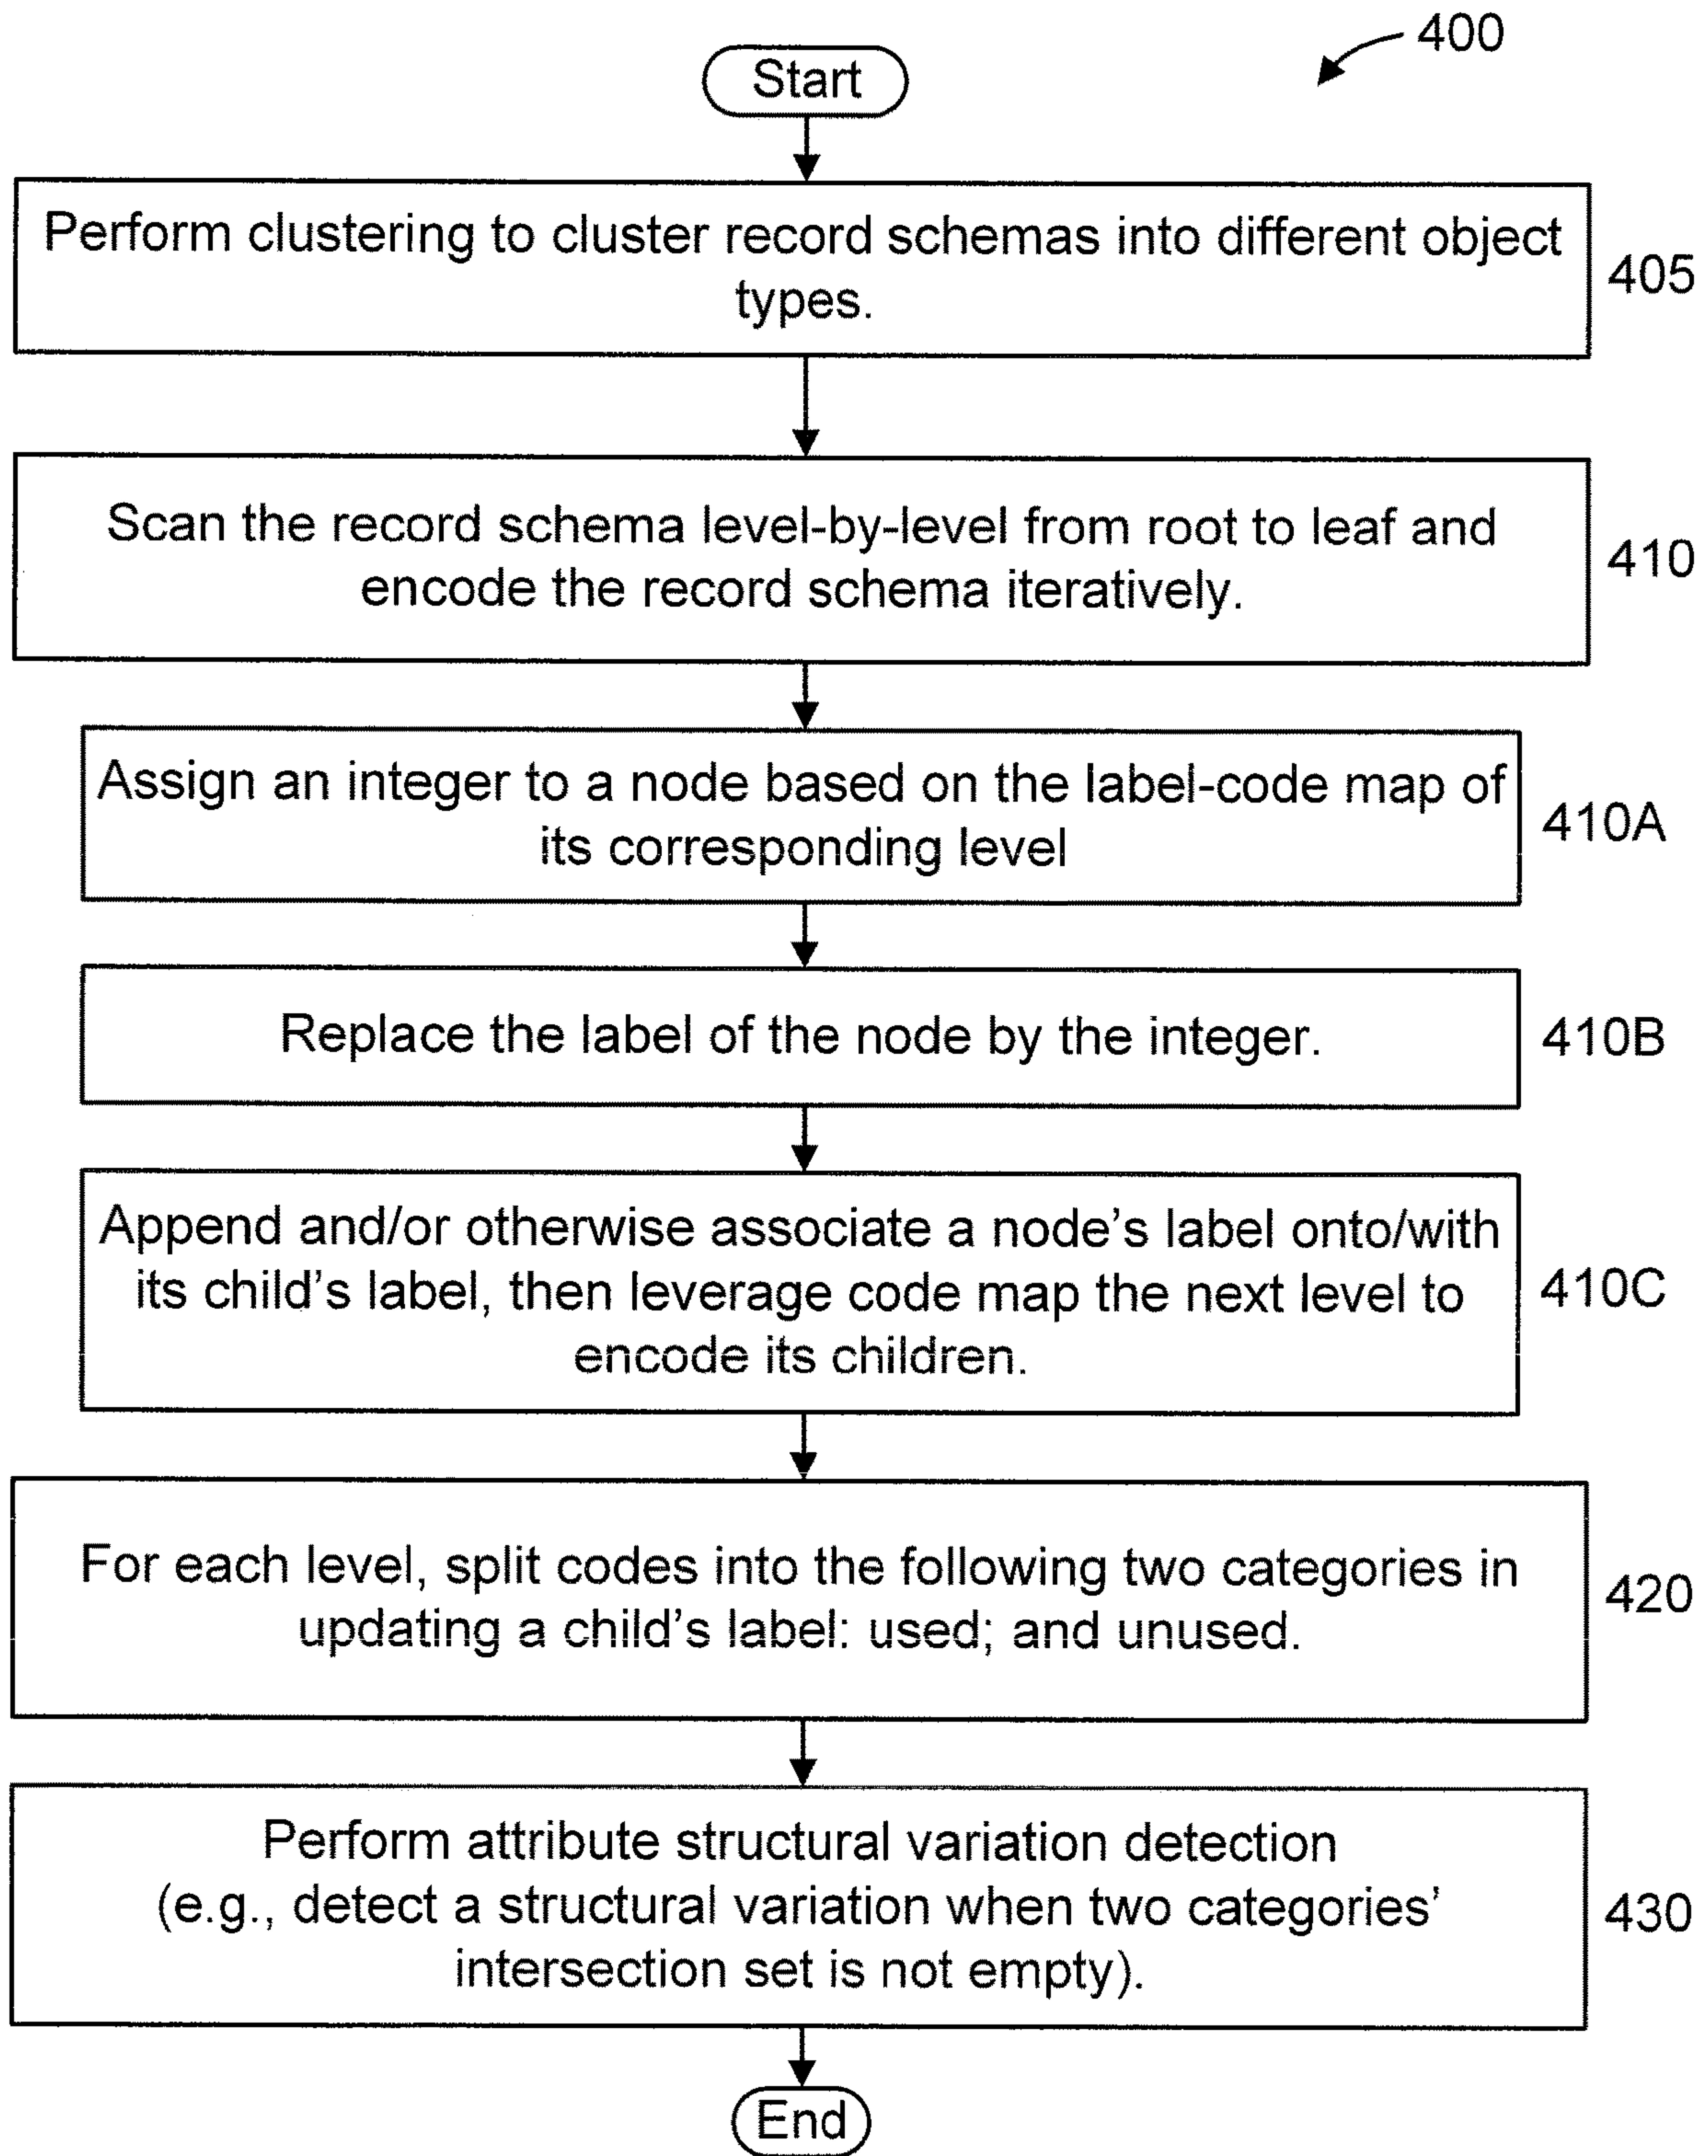 400
Start
Perform clustering to cluster record schemas into different object
types.
405
Scan the record schema level-by-level from root to leaf and
encode the record schema iteratively.
410
Assign an integer to a node based on the label-code map of
its corresponding level
410A
Replace the label of the node by the integer.
410B
Append and/or otherwise associate a node's label onto/with
its child's label, then leverage code map the next level to
encode its children.
410C
For each level, split codes into the following two categories in
updating a child's label: used; and unused.
420
Perform attribute structural variation detection
(e.g., detect a structural variation when two categories'
intersection set is not empty).
430
End